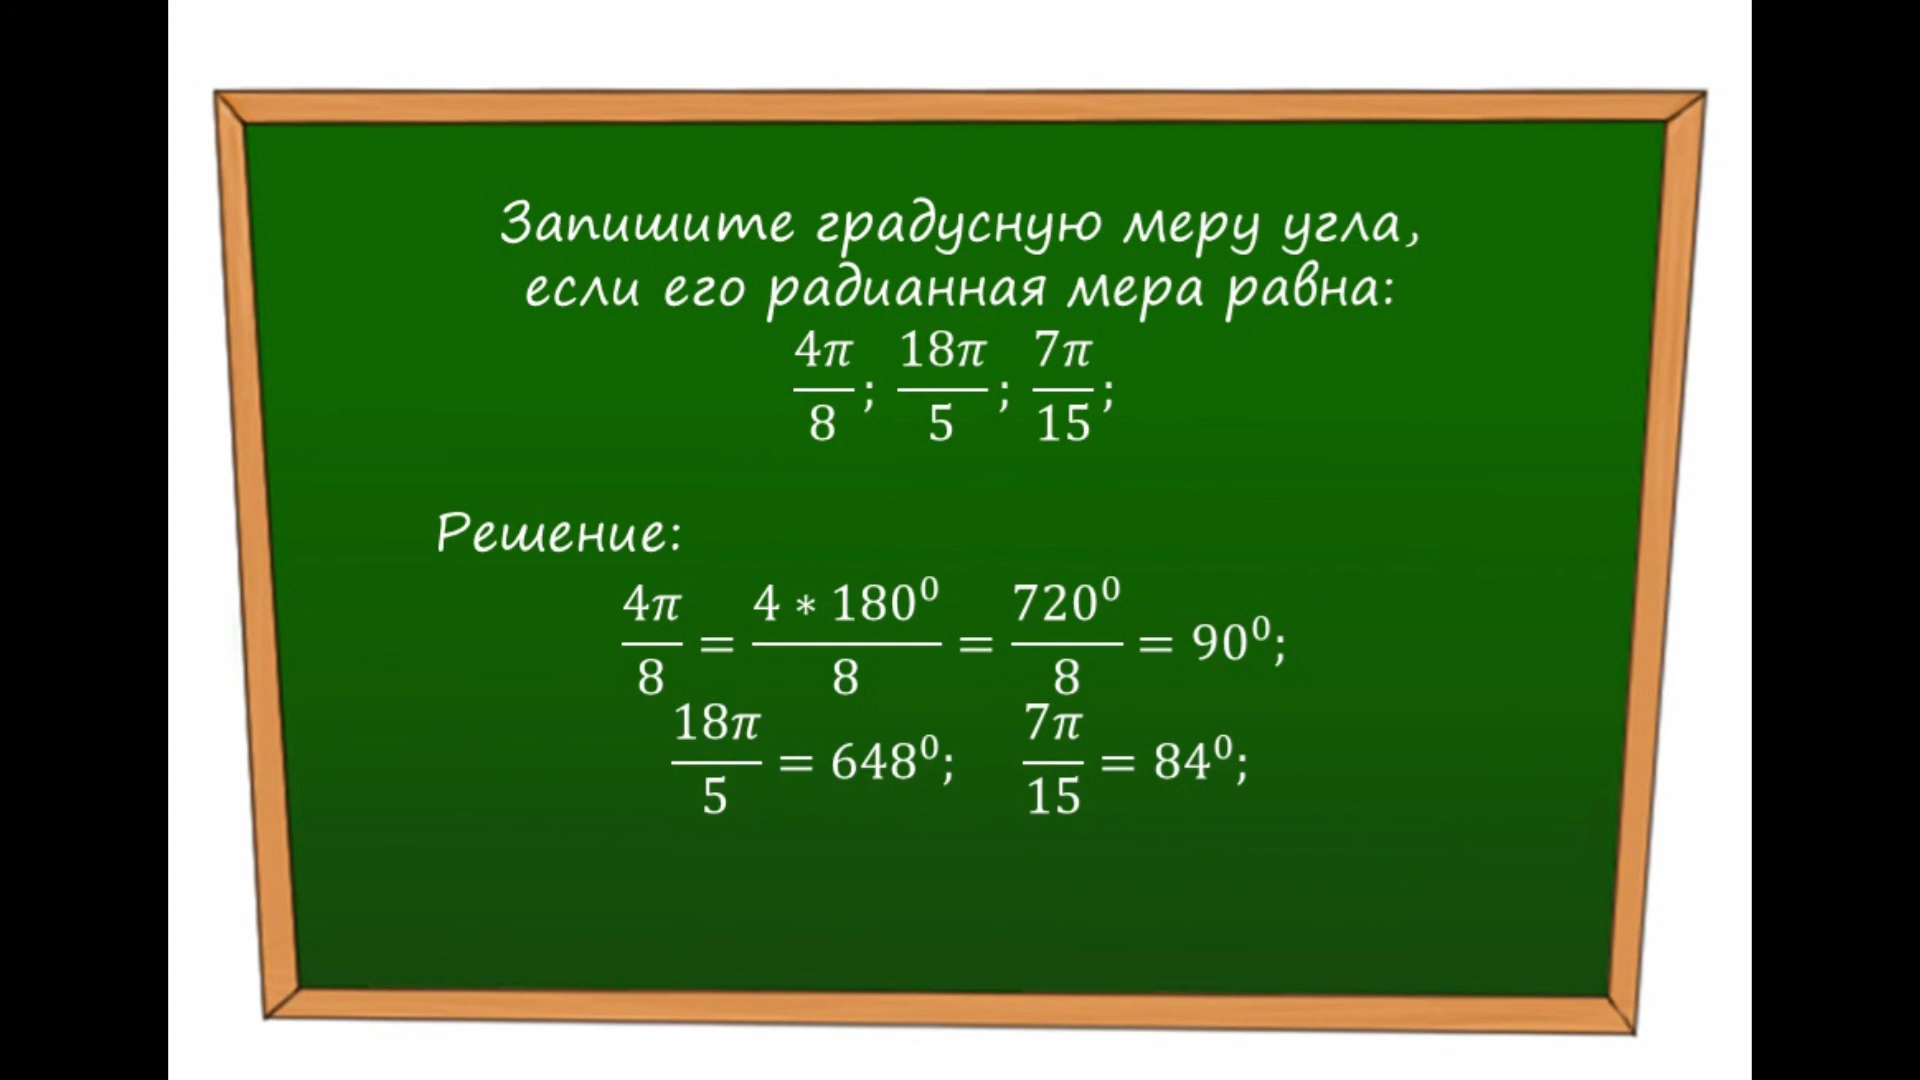 Запишите градусную меру угла,
если его радианная мера равна:
4π/8; 18π/5; 7π/15;
Решение:
4π/8 = 4 * 180⁰/8 = 720⁰/8 = 90⁰;
18π/5 = 648⁰; 7π/15 = 84⁰;